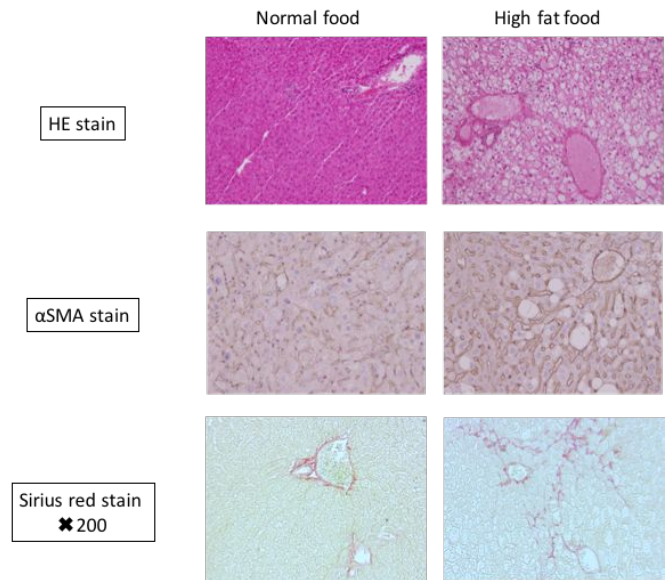 Normal food
High fat food
HE stain
αSMA stain
Sirius red stain
✖200